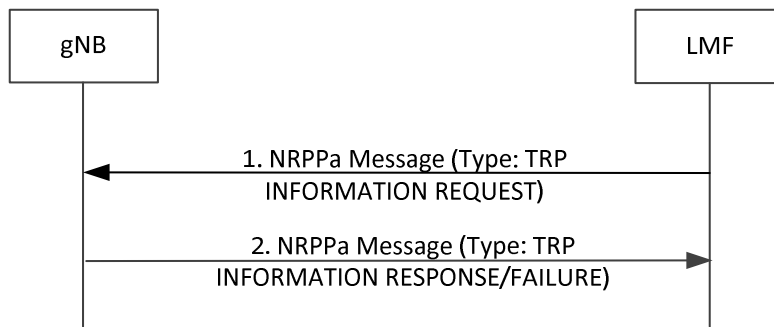 gNB
LMF
1. NRPPa Message (Type: TRP
INFORMATION REQUEST)
2. NRPPa Message (Type: TRP
INFORMATION RESPONSE/FAILURE)